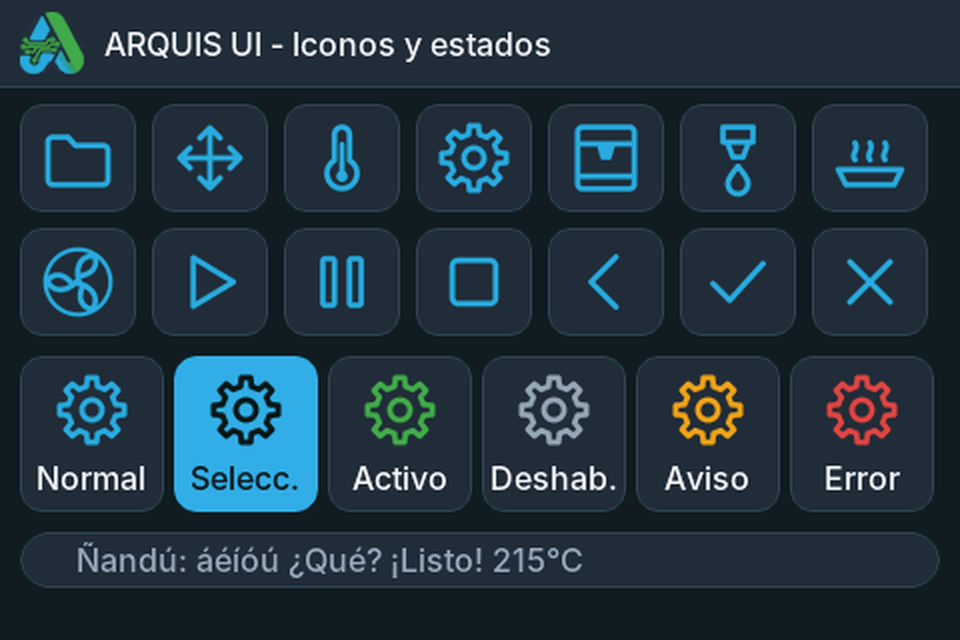 ARQUIS UI - Iconos y estados
Normal
Selecc.
Activo
Deshab.
Aviso
Error
Ñandú: áéíóú ¿Qué? ¡Listo! 215°C